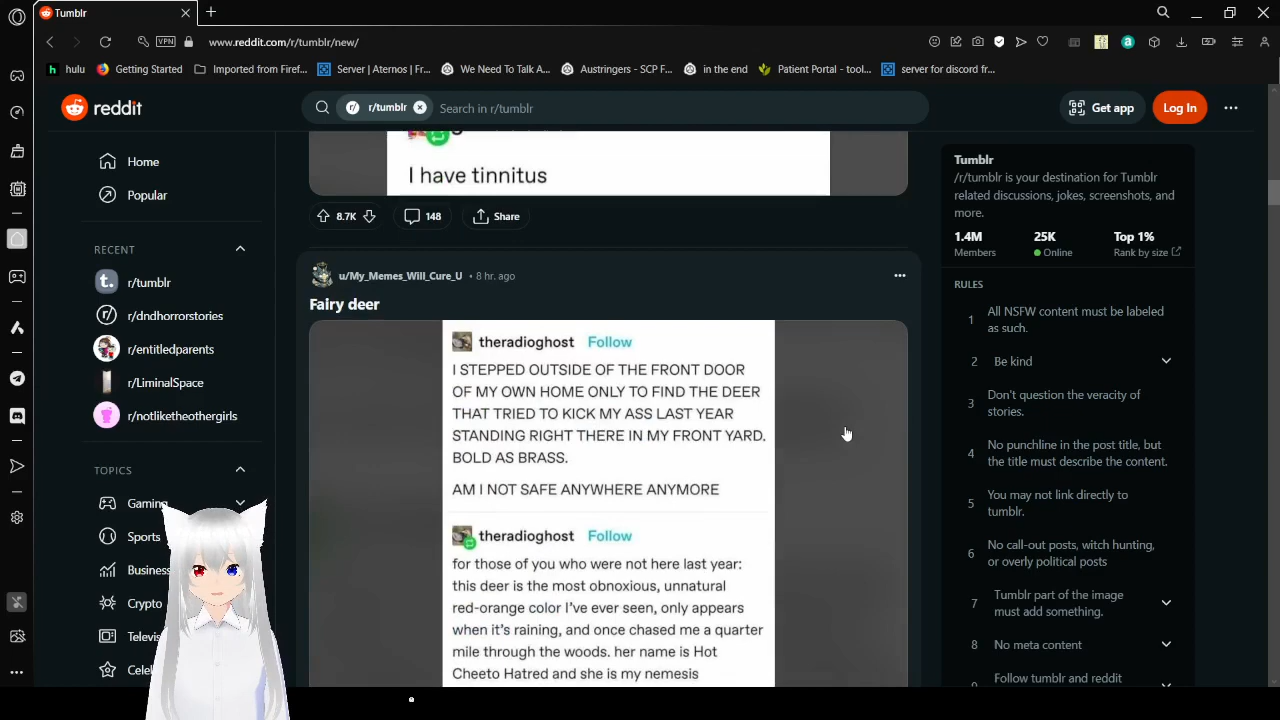 Tumblr
VPN
www.reddit.com/r/tumblr/new/
hulu
Getting Started
Imported from Firef...
Server | Aternos | Fr...
We Need To Talk A...
Austringers - SCP F...
in the end
Patient Portal - tool...
server for discord fr...
reddit
r/tumblr
Search in r/tumblr
Get app
Log In
Home
Popular
RECENT
r/tumblr
r/dndhorrorstories
r/entitledparents
r/LiminalSpace
r/notliketheothergirls
TOPICS
Gaming
Sports
Business
Crypto
Televis
Celeb
I have tinnitus
8.7K
148
Share
u/My_Memes_Will_Cure_U • 8 hr. ago
Fairy deer
theradioghost Follow
I STEPPED OUTSIDE OF THE FRONT DOOR
OF MY OWN HOME ONLY TO FIND THE DEER
THAT TRIED TO KICK MY ASS LAST YEAR
STANDING RIGHT THERE IN MY FRONT YARD.
BOLD AS BRASS.
AM I NOT SAFE ANYWHERE ANYMORE
theradioghost Follow
for those of you who were not here last year:
this deer is the most obnoxious, unnatural
red-orange color I've ever seen, only appears
when it's raining, and once chased me a quarter
mile through the woods. her name is Hot
Cheeto Hatred and she is my nemesis
Tumblr
/r/tumblr is your destination for Tumblr
related discussions, jokes, screenshots, and
more.
1.4M 25K Top 1%
Members Online Rank by size
RULES
1 All NSFW content must be labeled
as such.
2 Be kind
3 Don't question the veracity of
stories.
4 No punchline in the post title, but
the title must describe the content.
5 You may not link directly to
tumblr.
6 No call-out posts, witch hunting,
or overly political posts
7 Tumblr part of the image
must add something.
8 No meta content
Follow tumblr and reddit